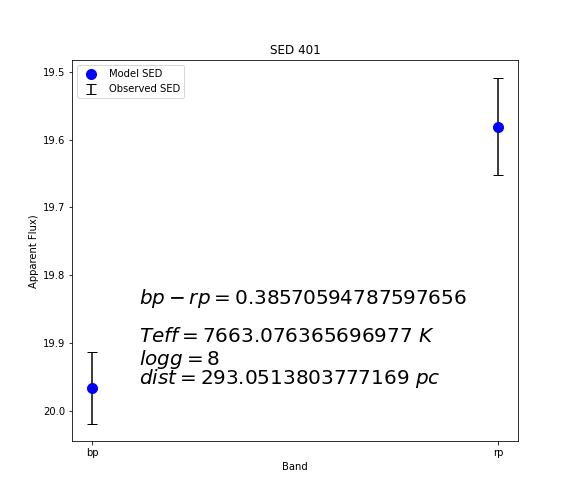 SED 401
Model SED
Observed SED
19.5
19.6
19.7
19.8
19.9
20.0
Apparent Flux)
bp − rp = 0.38570594787597656
Teff = 7663.076365696977 K
logg = 8
dist = 293.0513803777169 pc
bp
rp
Band